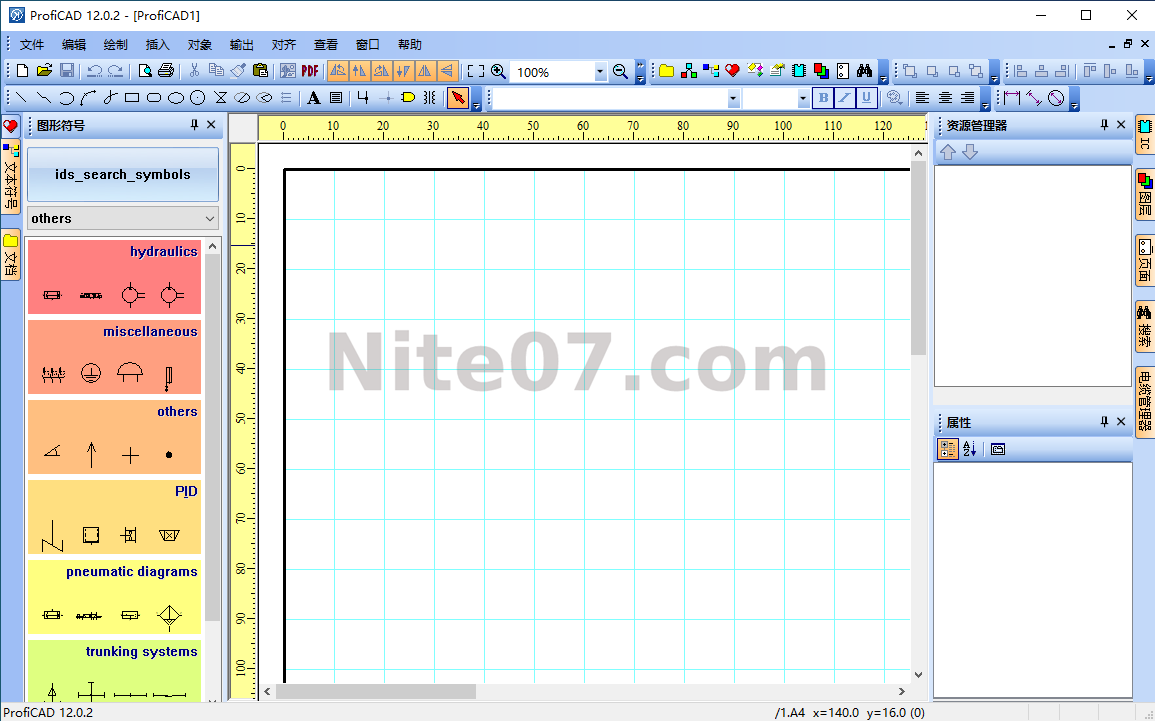 ProfiCAD 12.0.2 - [ProfiCAD1]
文件 编辑 绘制 插入 对象 输出 对齐 查看 窗口 帮助
PDF 100%
A B I U
图形符号
文本符号
文档
ids_search_symbols
others
hydraulics
miscellaneous
others
PID
pneumatic diagrams
trunking systems
0 10 20 30 40 50 60 70 80 90 100 110 120
0
10
20
30
40
50
60
70
80
90
100
Nite07.com
资源管理器
属性
IC
图层
页面
搜索
电缆管理器
ProfiCAD 12.0.2
/1.A4 x=140.0 y=16.0 (0)